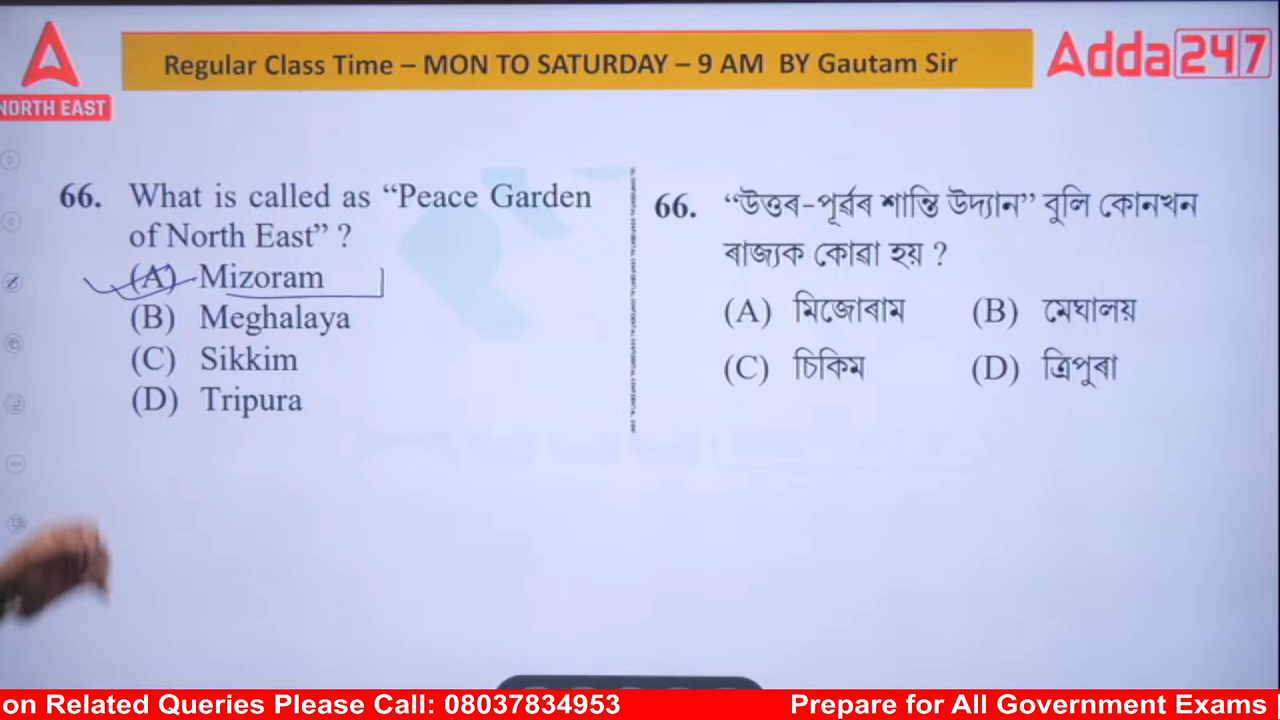 Regular Class Time – MON TO SATURDAY – 9 AM BY Gautam Sir
Adda247
NORTH EAST
66. What is called as “Peace Garden
of North East” ?
(A) Mizoram
(B) Meghalaya
(C) Sikkim
(D) Tripura
66. “উত্তৰ-পূৰ্বৰ শান্তি উদ্যান” বুলি কোনখন
ৰাজ্যক কোৱা হয় ?
(A) মিজোৰাম (B) মেঘালয়
(C) চিকিম (D) ত্ৰিপুৰা
on Related Queries Please Call: 08037834953 Prepare for All Government Exams